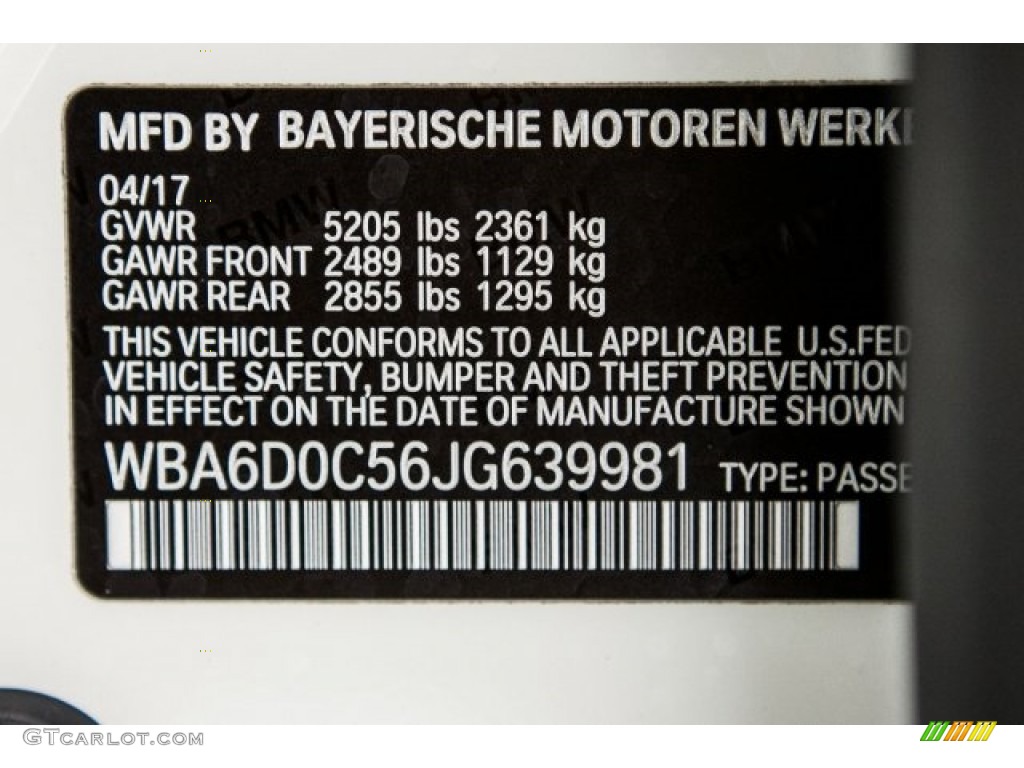 MFD BY BAYERISCHE MOTOREN WERKE
04/17
GVWR 5205 lbs 2361 kg
GAWR FRONT 2489 lbs 1129 kg
GAWR REAR 2855 lbs 1295 kg
THIS VEHICLE CONFORMS TO ALL APPLICABLE U.S.FED
VEHICLE SAFETY, BUMPER AND THEFT PREVENTION
IN EFFECT ON THE DATE OF MANUFACTURE SHOWN
WBA6D0C56JG639981 TYPE: PASSE
GTCARLOT.COM